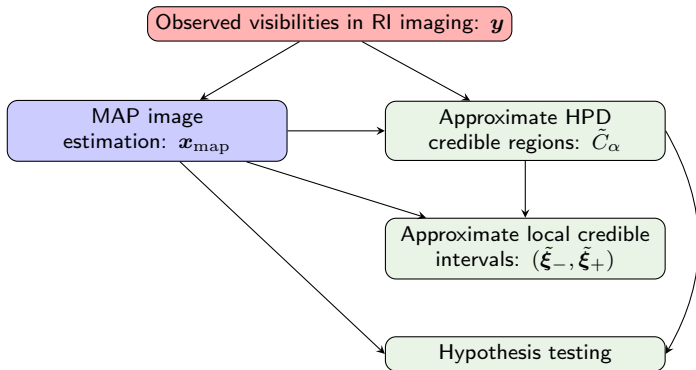 Observed visibilities in RI imaging: y
MAP image
estimation: x_map
Approximate HPD
credible regions: C̃_α
Approximate local credible
intervals: (ξ̃₋, ξ̃₊)
Hypothesis testing